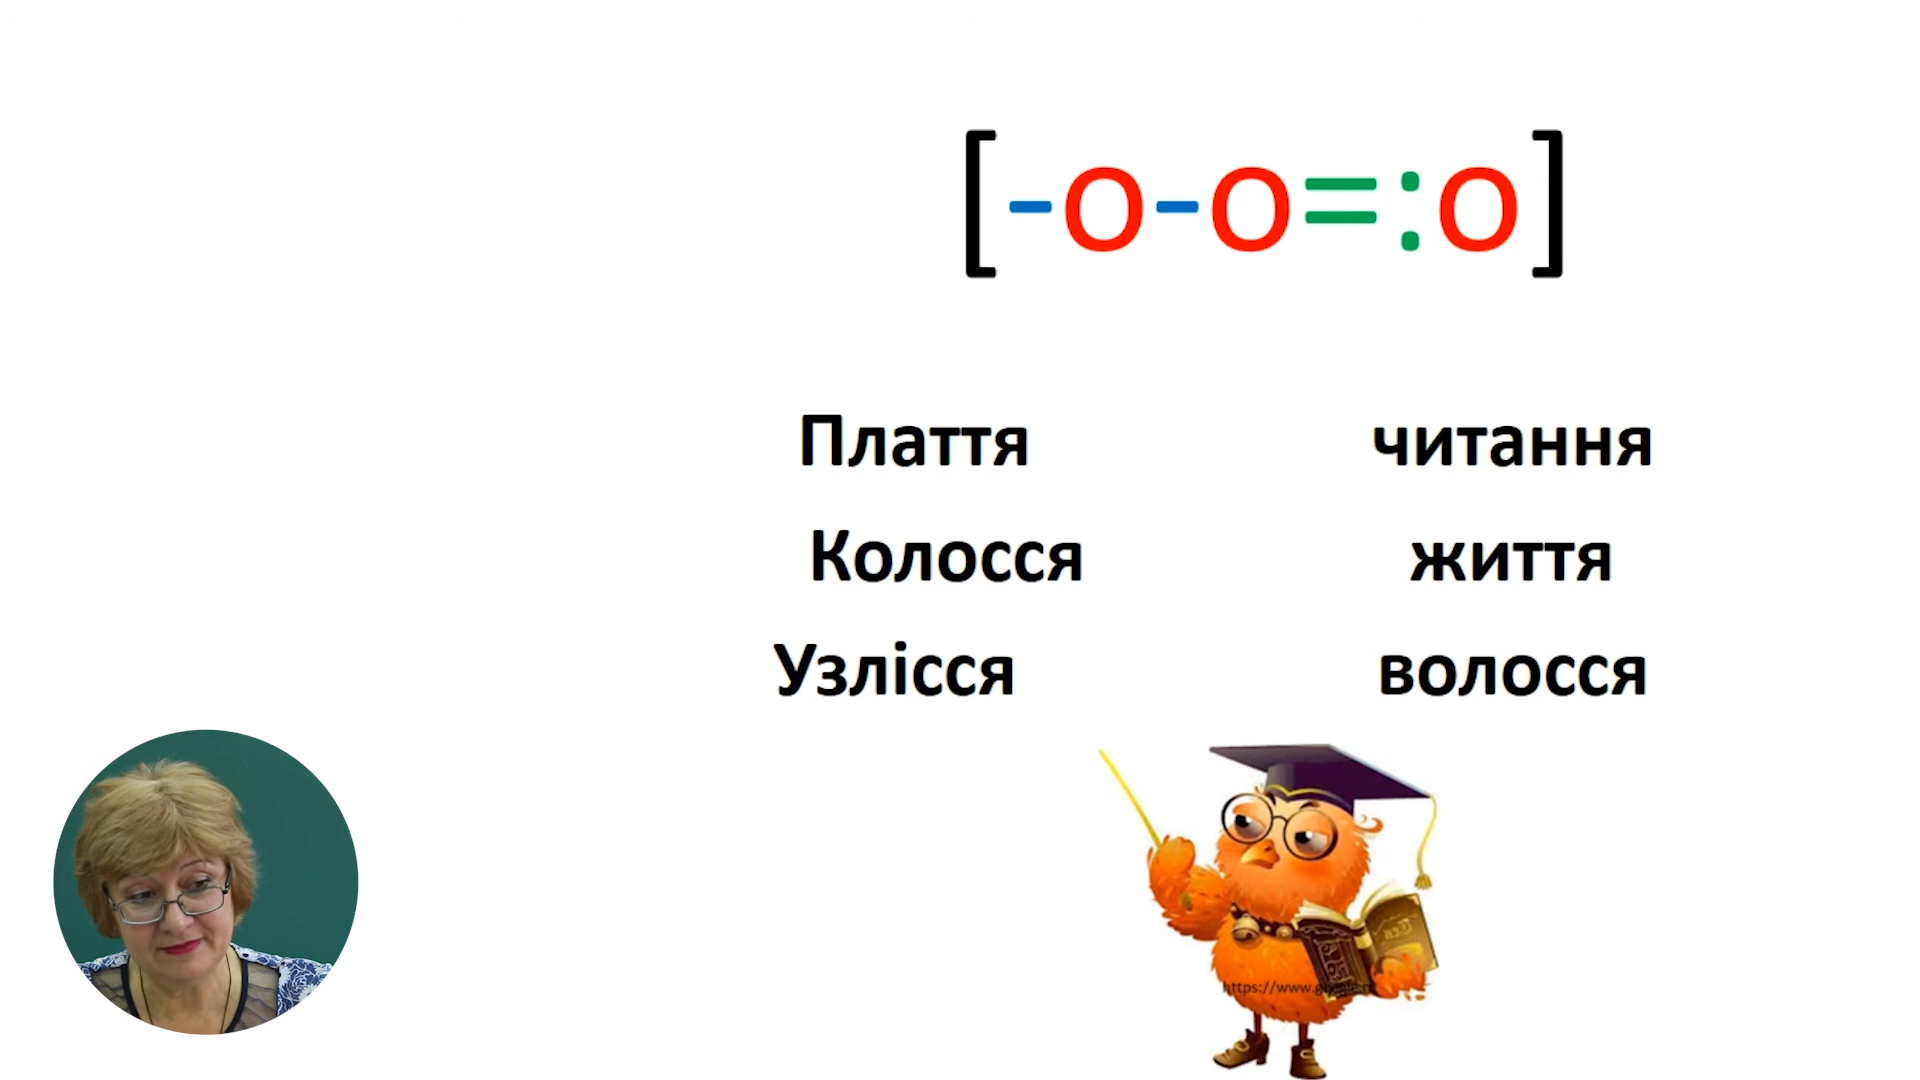 [-о-о=:о]
Плаття читання
Колосся життя
Узлісся волосся